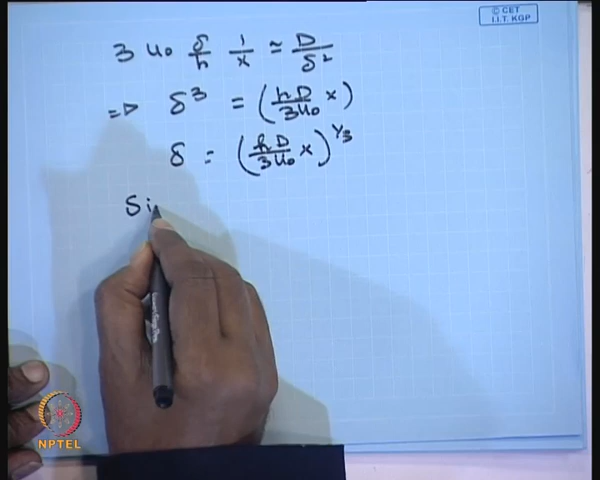 © CET
I.I.T. KGP
3 u₀ δ/h 1/x ≈ D/δ²
⇒ δ³ = (hD/3u₀ x)
δ = (hD/3u₀ x)^1/3
Si
NPTEL